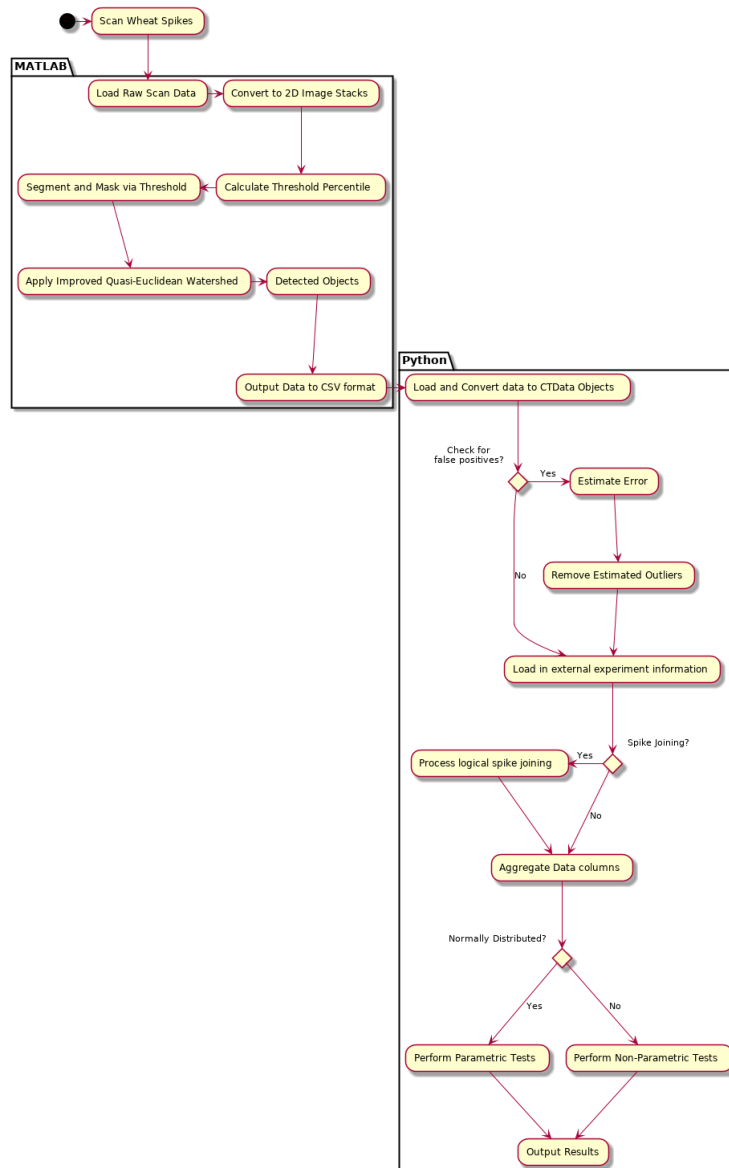 Scan Wheat Spikes
MATLAB
Load Raw Scan Data
Convert to 2D Image Stacks
Segment and Mask via Threshold
Calculate Threshold Percentile
Apply Improved Quasi-Euclidean Watershed
Detected Objects
Output Data to CSV format
Python
Load and Convert data to CTData Objects
Check for
false positives?
Yes
Estimate Error
No
Remove Estimated Outliers
Load in external experiment information
Spike Joining?
Yes
Process logical spike joining
No
Aggregate Data columns
Normally Distributed?
Yes
No
Perform Parametric Tests
Perform Non-Parametric Tests
Output Results